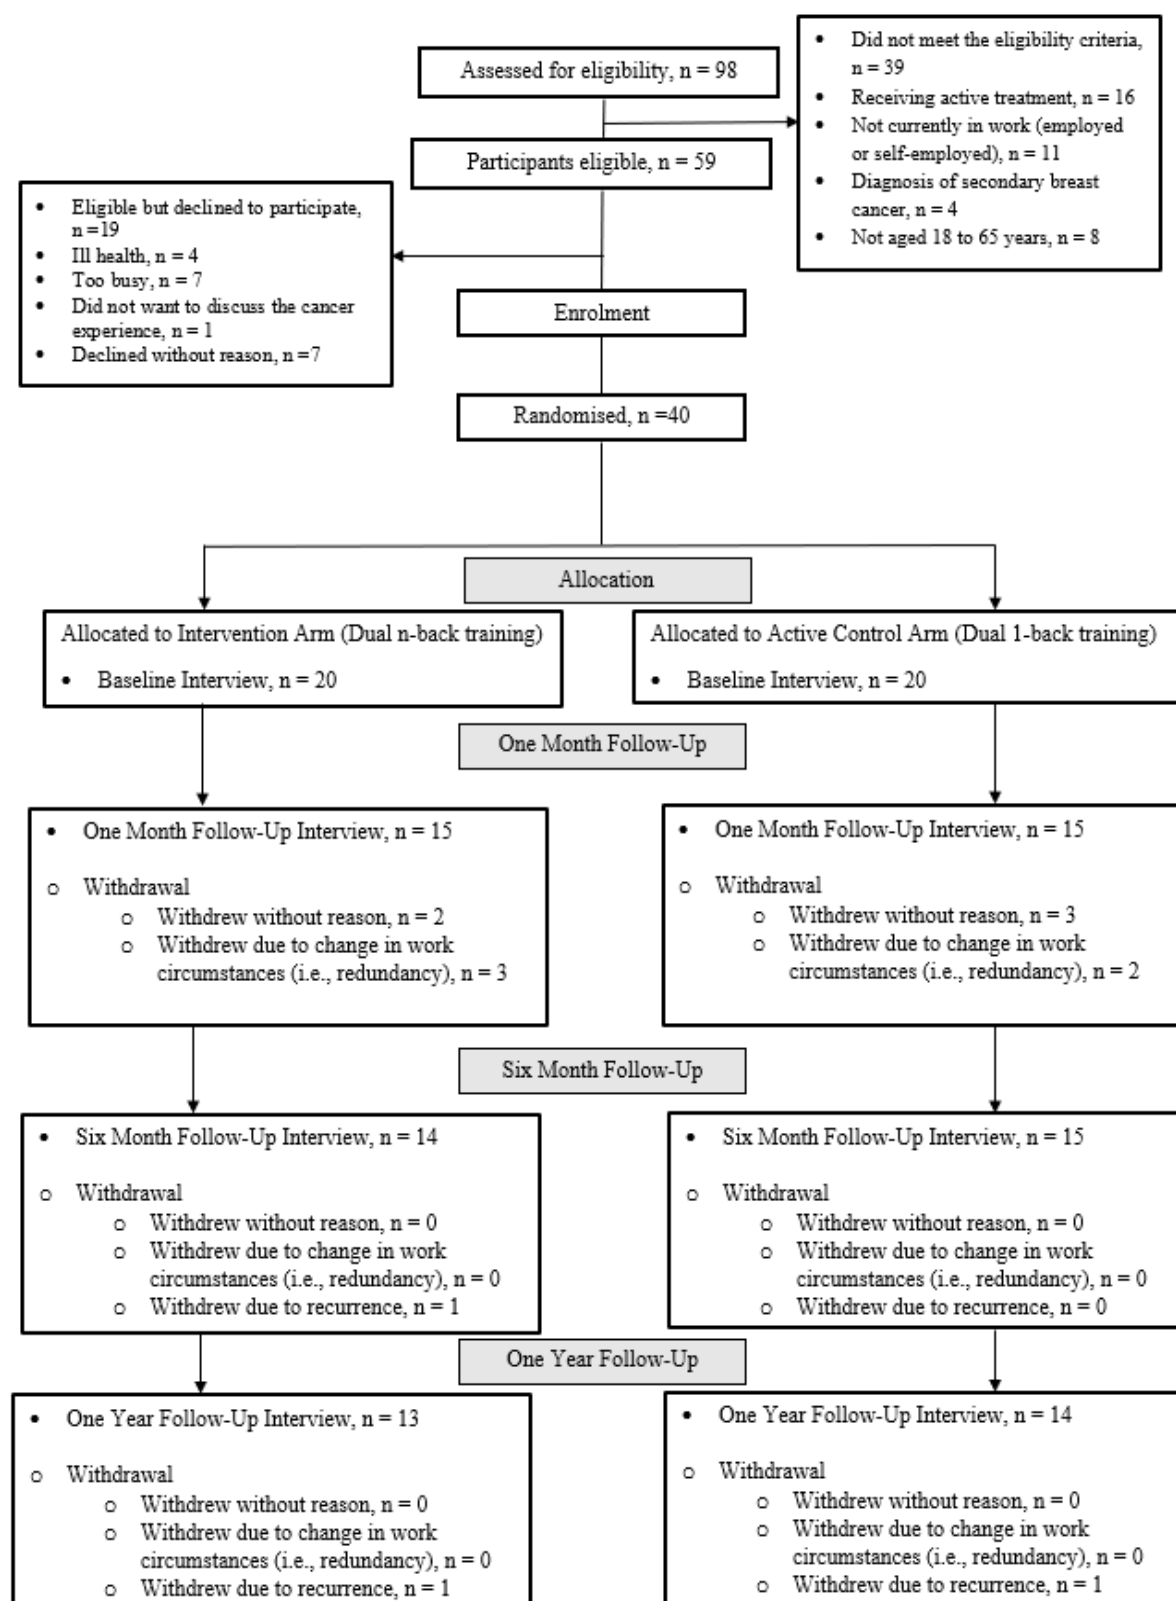 Assessed for eligibility, n = 98
• Did not meet the eligibility criteria,
n = 39
• Receiving active treatment, n = 16
• Not currently in work (employed
or self-employed), n = 11
• Diagnosis of secondary breast
cancer, n = 4
• Not aged 18 to 65 years, n = 8
Participants eligible, n = 59
• Eligible but declined to participate,
n =19
• Ill health, n = 4
• Too busy, n = 7
• Did not want to discuss the cancer
experience, n = 1
• Declined without reason, n =7
Enrolment
Randomised, n =40
Allocation
Allocated to Intervention Arm (Dual n-back training)
• Baseline Interview, n = 20
Allocated to Active Control Arm (Dual 1-back training)
• Baseline Interview, n = 20
One Month Follow-Up
• One Month Follow-Up Interview, n = 15
o Withdrawal
o Withdrew without reason, n = 2
o Withdrew due to change in work
circumstances (i.e., redundancy), n = 3
• One Month Follow-Up Interview, n = 15
o Withdrawal
o Withdrew without reason, n = 3
o Withdrew due to change in work
circumstances (i.e., redundancy), n = 2
Six Month Follow-Up
• Six Month Follow-Up Interview, n = 14
o Withdrawal
o Withdrew without reason, n = 0
o Withdrew due to change in work
circumstances (i.e., redundancy), n = 0
o Withdrew due to recurrence, n = 1
• Six Month Follow-Up Interview, n = 15
o Withdrawal
o Withdrew without reason, n = 0
o Withdrew due to change in work
circumstances (i.e., redundancy), n = 0
o Withdrew due to recurrence, n = 0
One Year Follow-Up
• One Year Follow-Up Interview, n = 13
o Withdrawal
o Withdrew without reason, n = 0
o Withdrew due to change in work
circumstances (i.e., redundancy), n = 0
o Withdrew due to recurrence, n = 1
• One Year Follow-Up Interview, n = 14
o Withdrawal
o Withdrew without reason, n = 0
o Withdrew due to change in work
circumstances (i.e., redundancy), n = 0
o Withdrew due to recurrence, n = 1